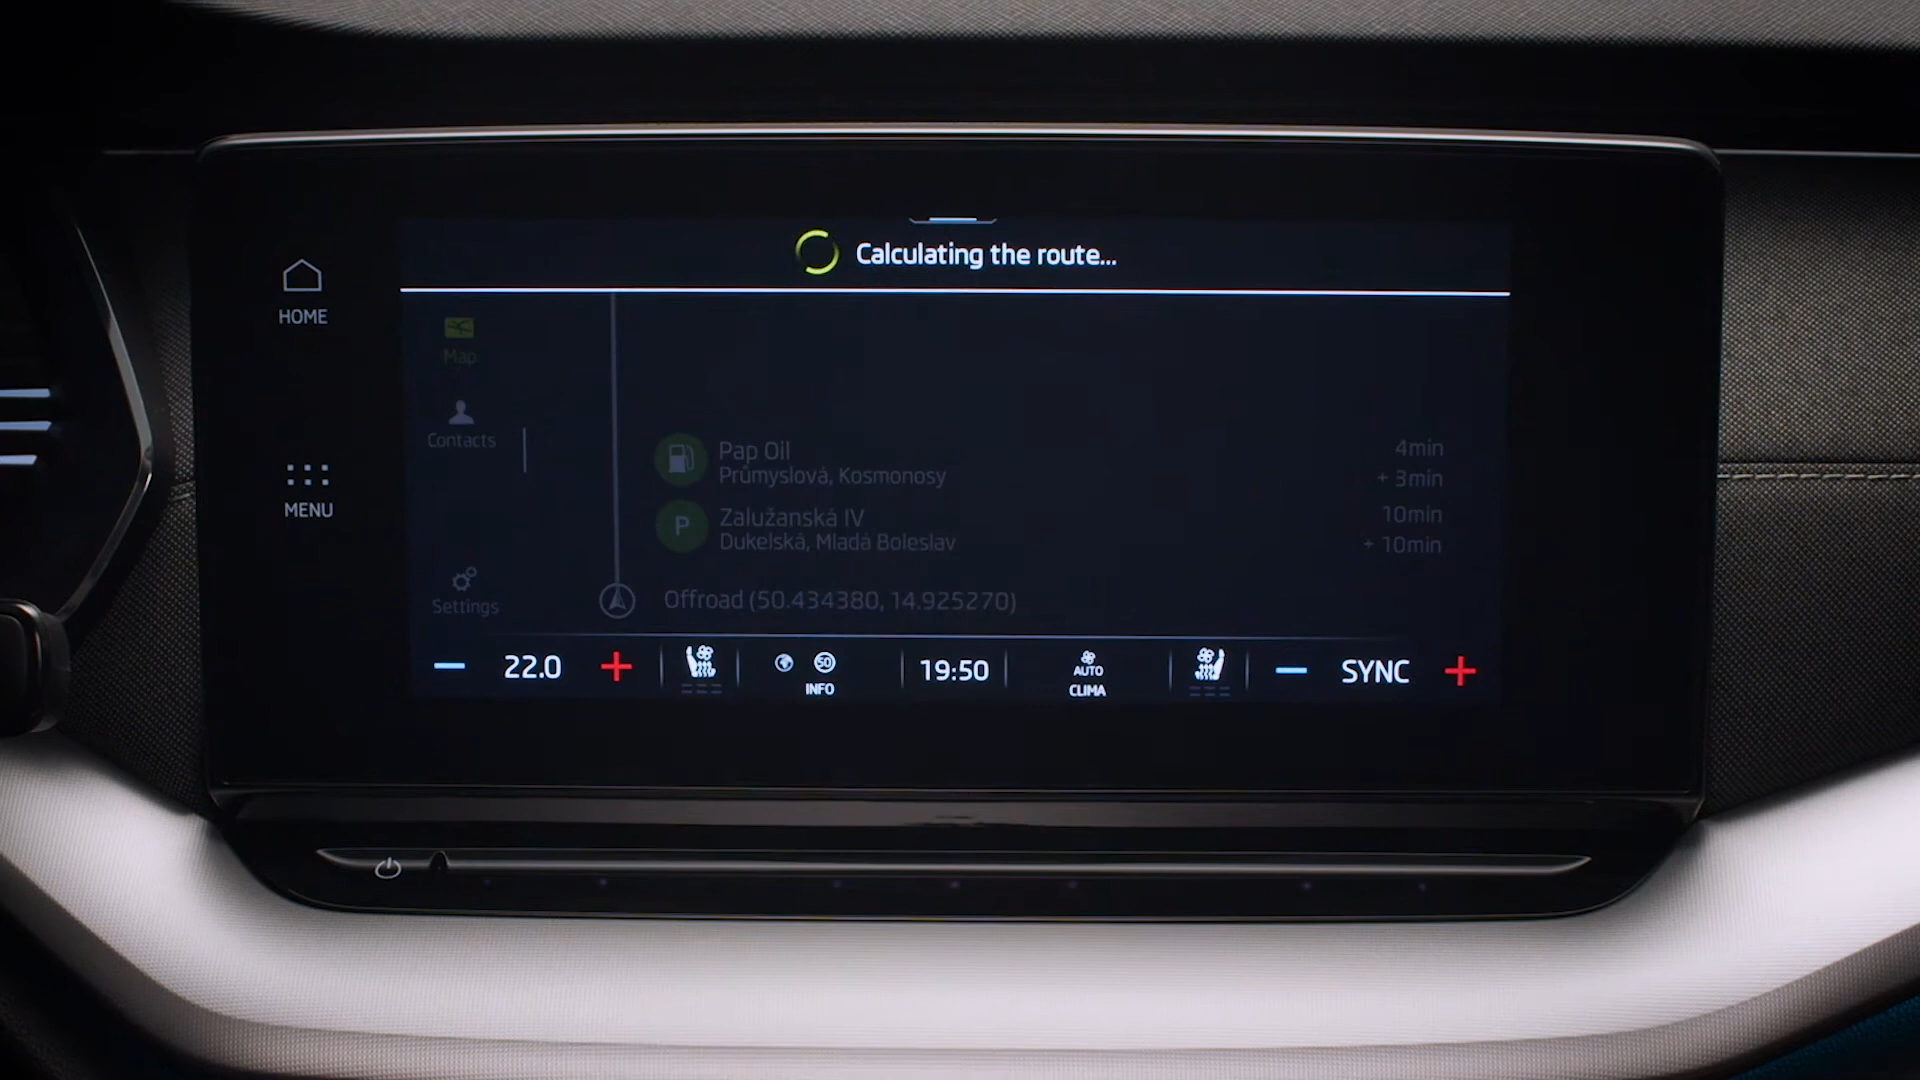 Calculating the route...
HOME
Map
Contacts
MENU
Pap Oil
4min
Průmyslová, Kosmonosy
+ 3min
P
Zalužanská IV
10min
Dukelská, Mladá Boleslav
+ 10min
Settings
Offroad (50.434380, 14.925270)
22.0
50
INFO
19:50
AUTO
CLIMA
SYNC